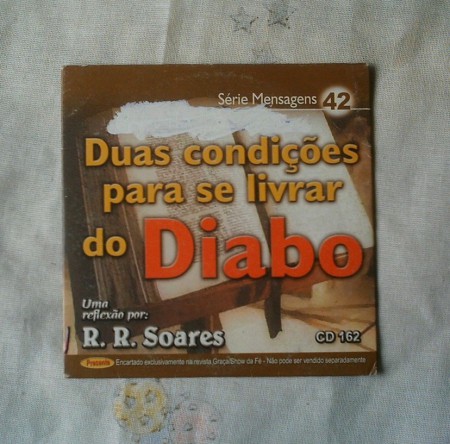 Série Mensagens 42
Duas condições
para se livrar
do Diabo
Uma
reflexão por:
R. R. Soares
CD 162
Encartado exclusivamente na revista Graça/Show da Fé - Não pode ser vendido separadamente